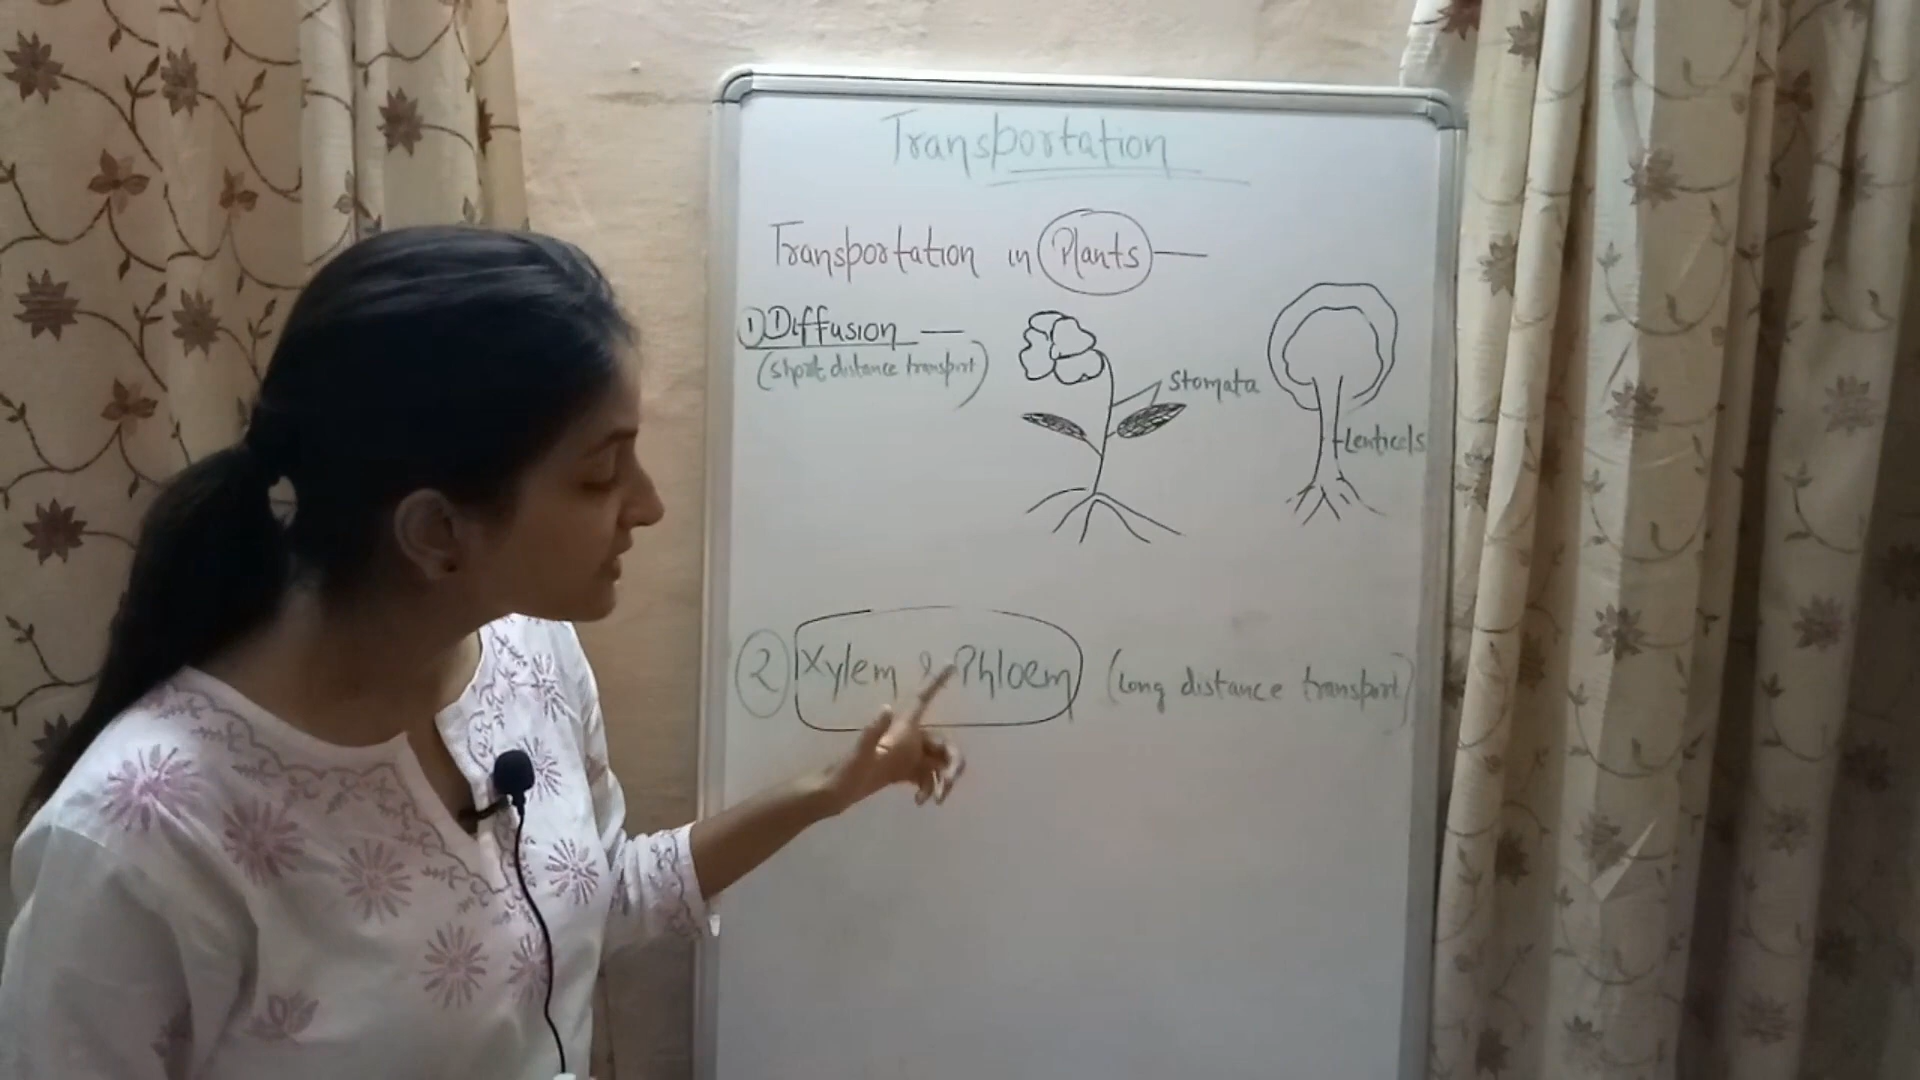 Transportation
Transportation in Plants —
① Diffusion —
(short distance transport)
Stomata
Lenticels
② Xylem & Phloem (long distance transport)